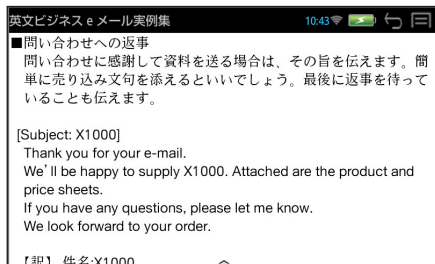 英文ビジネス e メール実例集 10:43
■問い合わせへの返事
問い合わせに感謝して資料を送る場合は、その旨を伝えます。簡
単に売り込み文句を添えるといいでしょう。最後に返事を待って
いることも伝えます。
[Subject: X1000]
Thank you for your e-mail.
We'll be happy to supply X1000. Attached are the product and
price sheets.
If you have any questions, please let me know.
We look forward to your order.
【訳】 件名:X1000